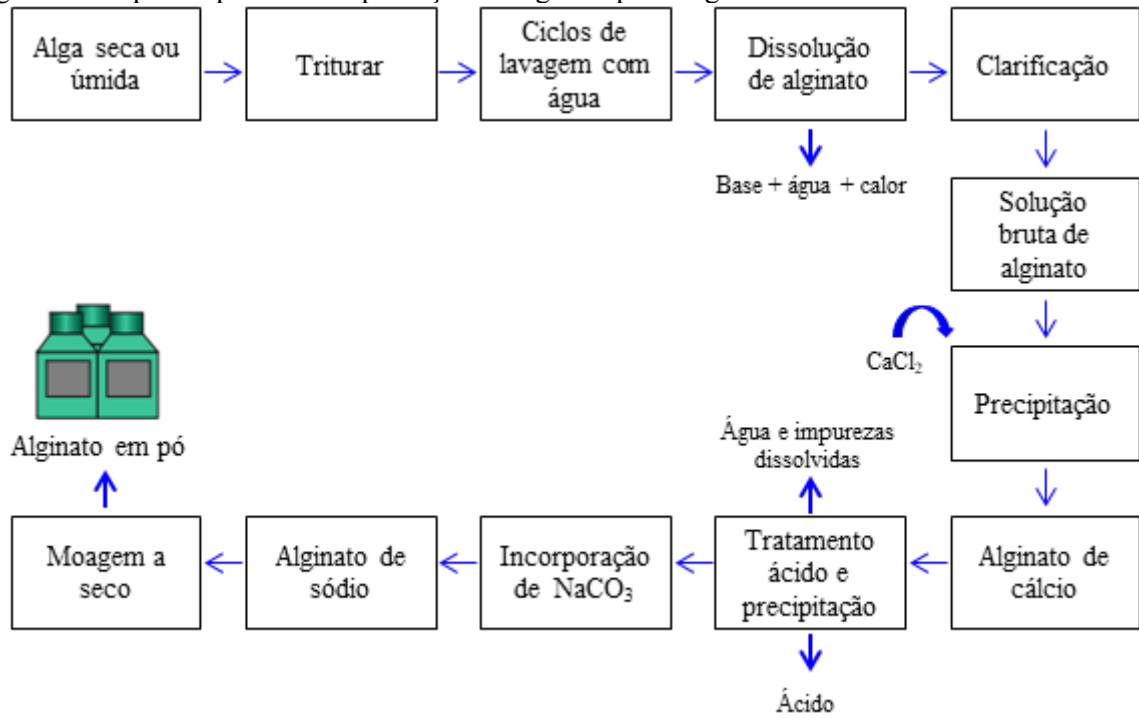 Alga seca ou
úmida
Triturar
Ciclos de
lavagem com
água
Dissolução
de alginato
Clarificação
Base + água + calor
Solução
bruta de
alginato
CaCl₂
Precipitação
Alginato em pó
Água e impurezas
dissolvidas
Moagem a
seco
Alginato de
sódio
Incorporação
de NaCO₃
Tratamento
ácido e
precipitação
Alginato de
cálcio
Ácido